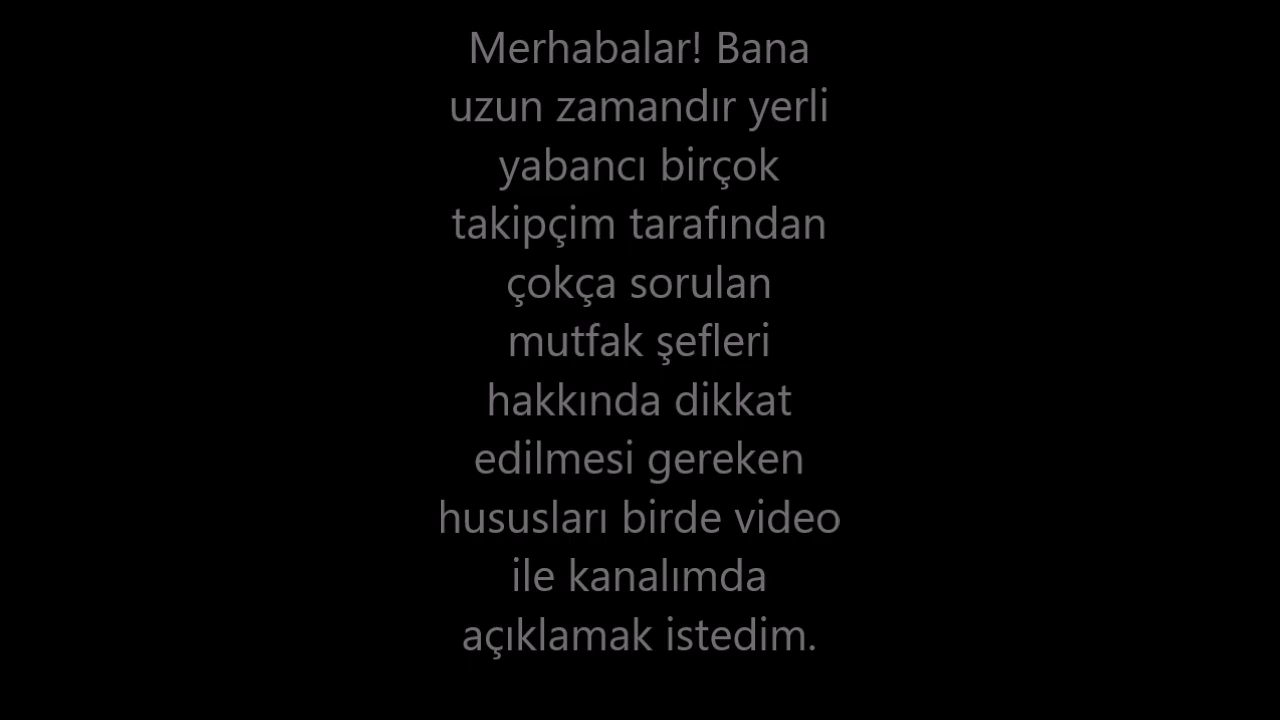 Merhabalar! Bana
uzun zamandır yerli
yabancı birçok
takipçim tarafından
çokça sorulan
mutfak şefleri
hakkında dikkat
edilmesi gereken
hususları birde video
ile kanalımda
açıklamak istedim.